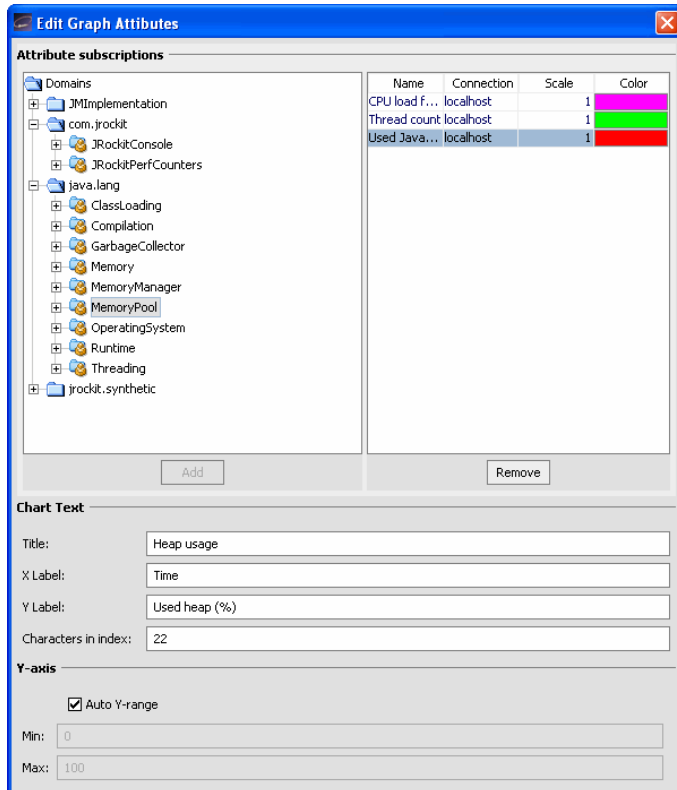 Edit Graph Attibutes
Attribute subscriptions
Domains
JMImplementation
com.jrockit
JRockitConsole
JRockitPerfCounters
java.lang
ClassLoading
Compilation
GarbageCollector
Memory
MemoryManager
MemoryPool
OperatingSystem
Runtime
Threading
jrockit.synthetic
Add
Name Connection Scale Color
CPU load f... localhost 1
Thread count localhost 1
Used Java... localhost 1
Remove
Chart Text
Title: Heap usage
X Label: Time
Y Label: Used heap (%)
Characters in index: 22
Y-axis
Auto Y-range
Min: 0
Max: 100